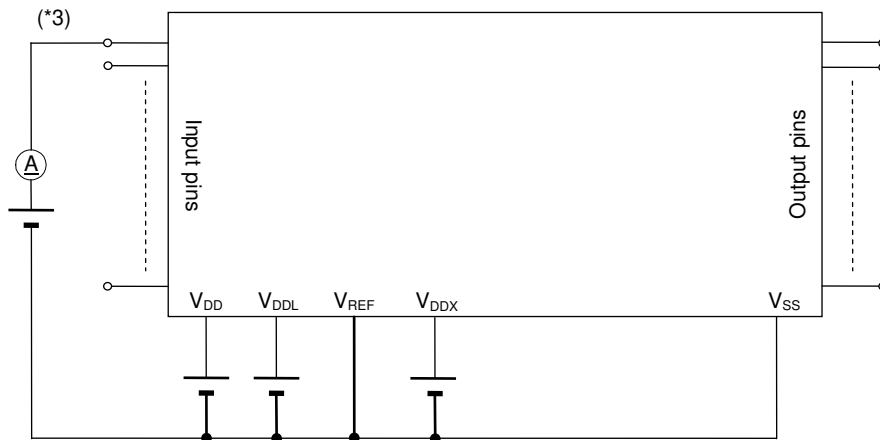 (*3)
A
Input pins
Output pins
VDD VDDL VREF VDDX VSS